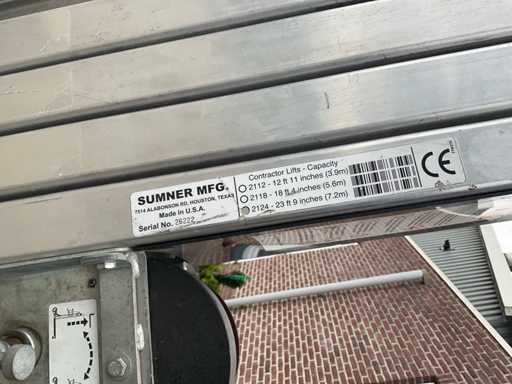 SUMNER MFG.
7514 ALABONSON RD, HOUSTON, TEXAS
Made in U.S.A.
Serial No. 26222
Contractor Lifts - Capacity
2112 - 12 ft 11 inches (3.9m)
2118 - 18 ft 4 inches (5.6m)
2124 - 23 ft 9 inches (7.2m)
CE